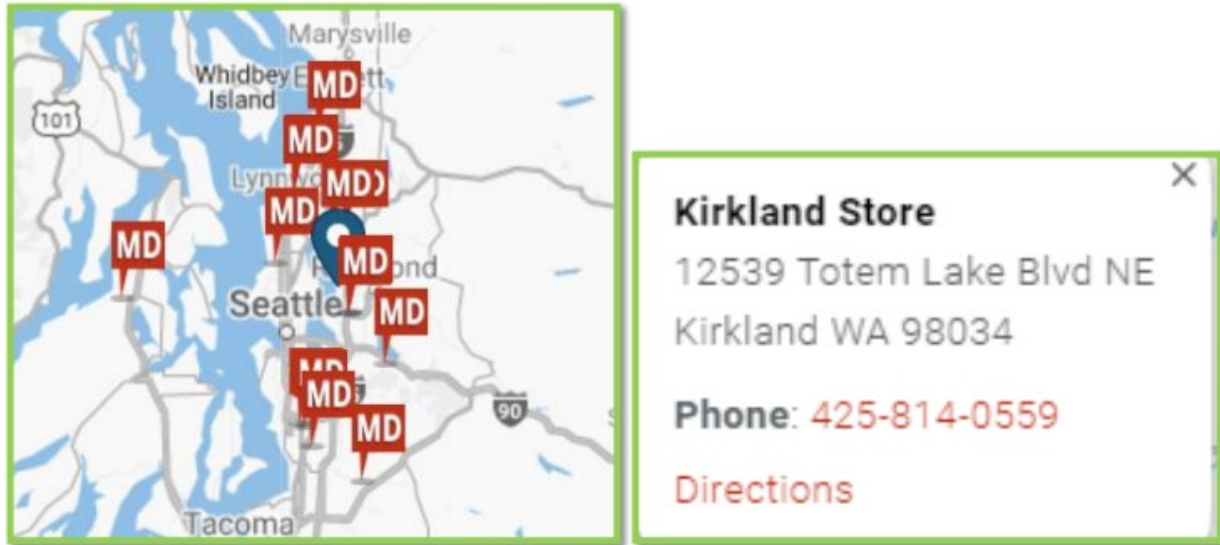 Marysville
Whidbey
Island
MD
101
MD
MD
MD
MD
MD
Seattle
MD
MD
MD
90
MD
Tacoma
Kirkland Store
12539 Totem Lake Blvd NE
Kirkland WA 98034
Phone: 425-814-0559
Directions